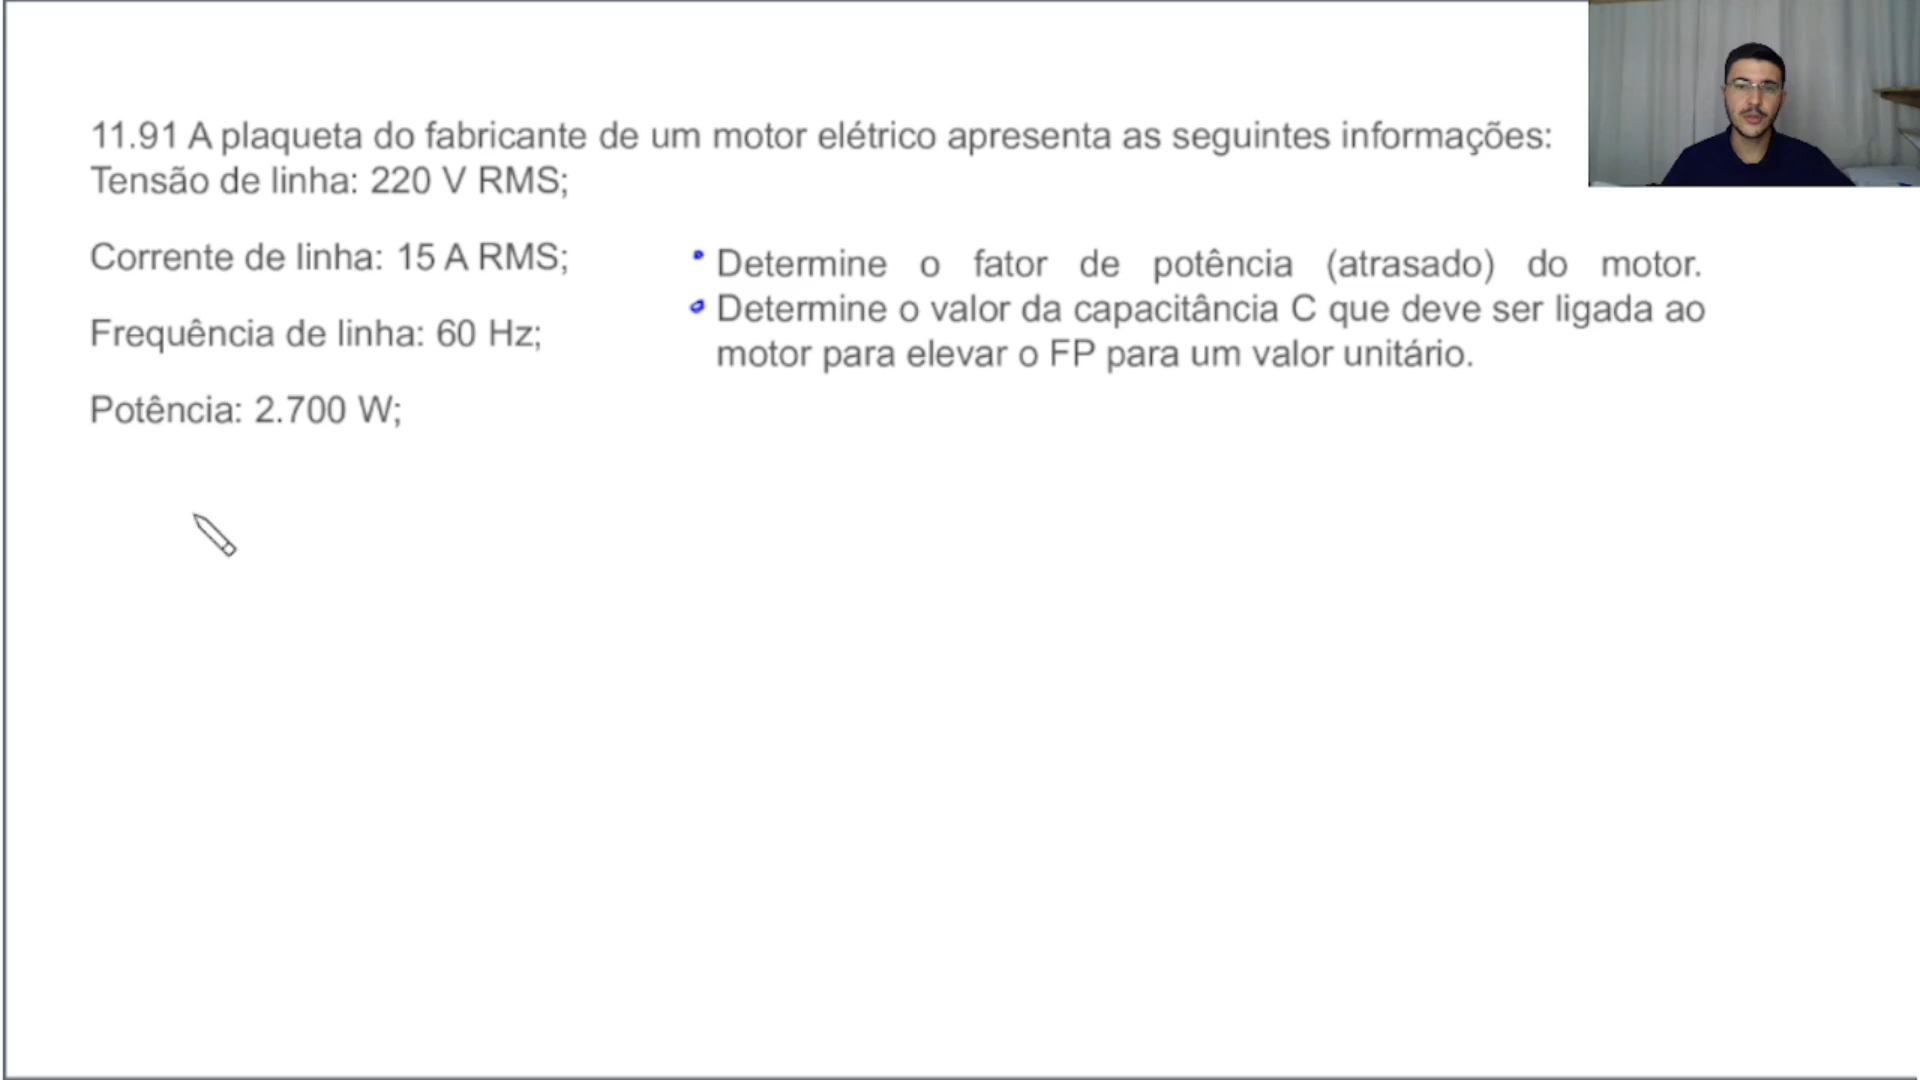 11.91 A plaqueta do fabricante de um motor elétrico apresenta as seguintes informações:
Tensão de linha: 220 V RMS;
Corrente de linha: 15 A RMS;
Frequência de linha: 60 Hz;
Potência: 2.700 W;
Determine o fator de potência (atrasado) do motor.
Determine o valor da capacitância C que deve ser ligada ao
motor para elevar o FP para um valor unitário.